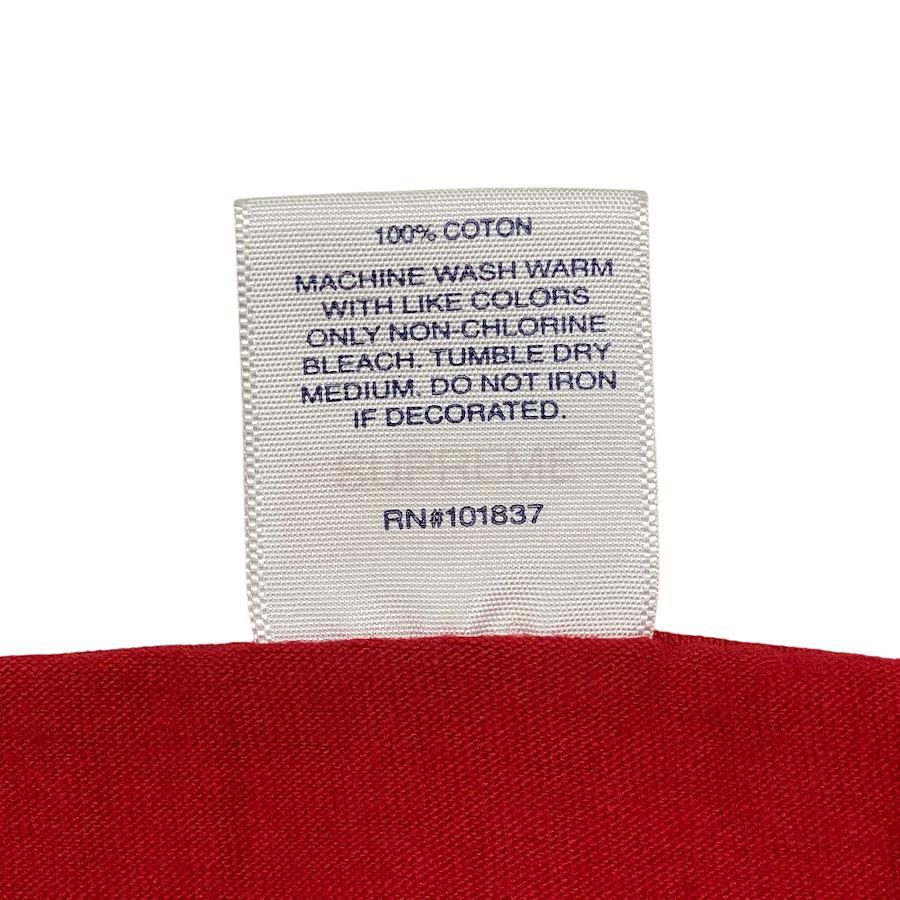 100% COTON
MACHINE WASH WARM
WITH LIKE COLORS
ONLY NON-CHLORINE
BLEACH. TUMBLE DRY
MEDIUM. DO NOT IRON
IF DECORATED.
SUPREME
RN#101837